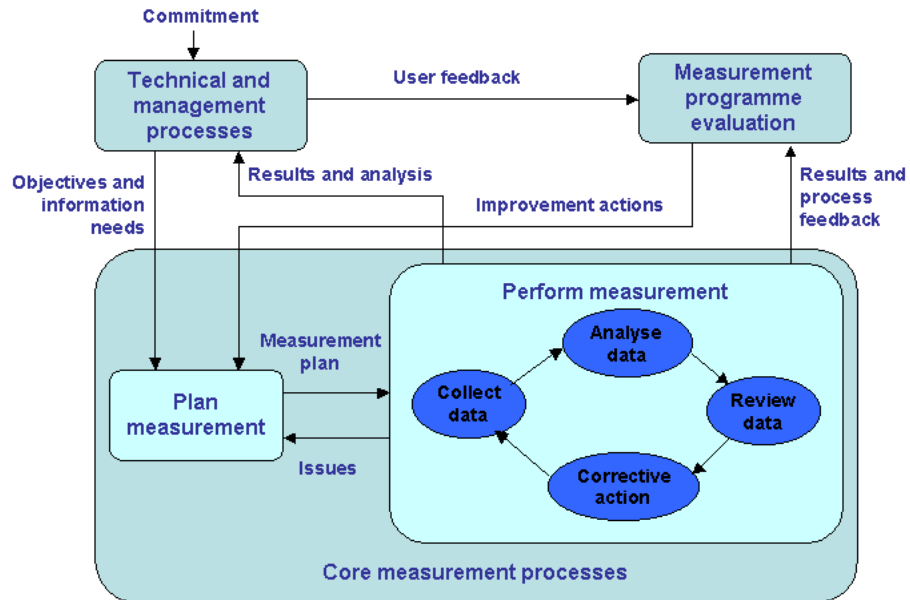 Commitment
Technical and
management
processes
User feedback
Measurement
programme
evaluation
Objectives and
information
needs
Results and analysis
Improvement actions
Results and
process
feedback
Perform measurement
Measurement
plan
Analyse
data
Collect
data
Review
data
Corrective
action
Plan
measurement
Issues
Core measurement processes